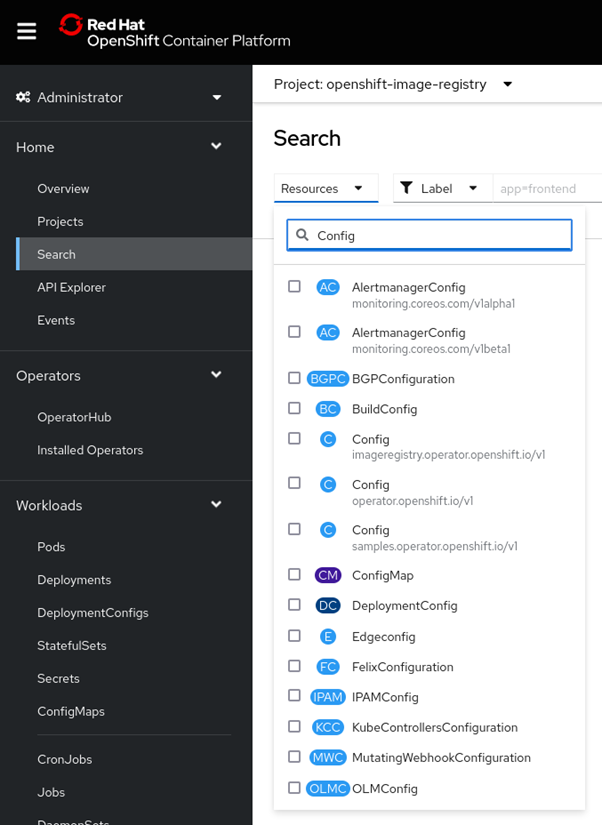 Red Hat
OpenShift Container Platform
Administrator
Home
Overview
Projects
Search
API Explorer
Events
Operators
OperatorHub
Installed Operators
Workloads
Pods
Deployments
DeploymentConfigs
StatefulSets
Secrets
ConfigMaps
CronJobs
Jobs
DaemonSets
Project: openshift-image-registry
Search
Resources
Label
app=frontend
Config
AC AlertmanagerConfig
monitoring.coreos.com/v1alpha1
AC AlertmanagerConfig
monitoring.coreos.com/v1beta1
BGPC BGPConfiguration
BC BuildConfig
C Config
imageregistry.operator.openshift.io/v1
C Config
operator.openshift.io/v1
C Config
samples.operator.openshift.io/v1
CM ConfigMap
DC DeploymentConfig
E Edgeconfig
FC FelixConfiguration
IPAM IPAMConfig
KCC KubeControllersConfiguration
MWC MutatingWebhookConfiguration
OLMC OLMConfig